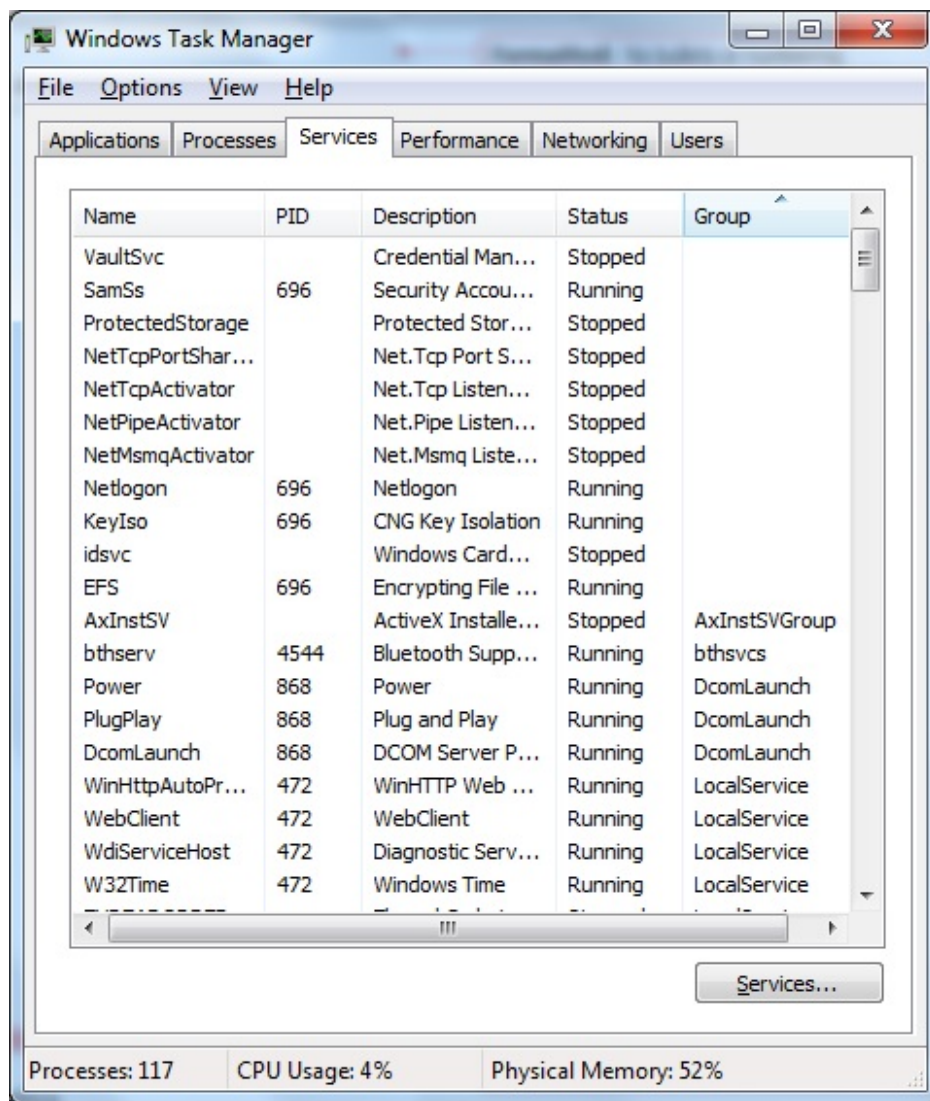 Windows Task Manager
File Options View Help
Applications Processes Services Performance Networking Users
Name PID Description Status Group
VaultSvc Credential Man... Stopped
SamSs 696 Security Accou... Running
ProtectedStorage Protected Stor... Stopped
NetTcpPortShar... Net.Tcp Port S... Stopped
NetTcpActivator Net.Tcp Listen... Stopped
NetPipeActivator Net.Pipe Listen... Stopped
NetMsmqActivator Net.Msmq Liste... Stopped
Netlogon 696 Netlogon Running
KeyIso 696 CNG Key Isolation Running
idsvc Windows Card... Stopped
EFS 696 Encrypting File ... Running
AxInstSV ActiveX Installe... Stopped AxInstSVGroup
bthserv 4544 Bluetooth Supp... Running bthsvcs
Power 868 Power Running DcomLaunch
PlugPlay 868 Plug and Play Running DcomLaunch
DcomLaunch 868 DCOM Server P... Running DcomLaunch
WinHttpAutoPr... 472 WinHTTP Web ... Running LocalService
WebClient 472 WebClient Running LocalService
WdiServiceHost 472 Diagnostic Serv... Running LocalService
W32Time 472 Windows Time Running LocalService
Services...
Processes: 117 CPU Usage: 4% Physical Memory: 52%